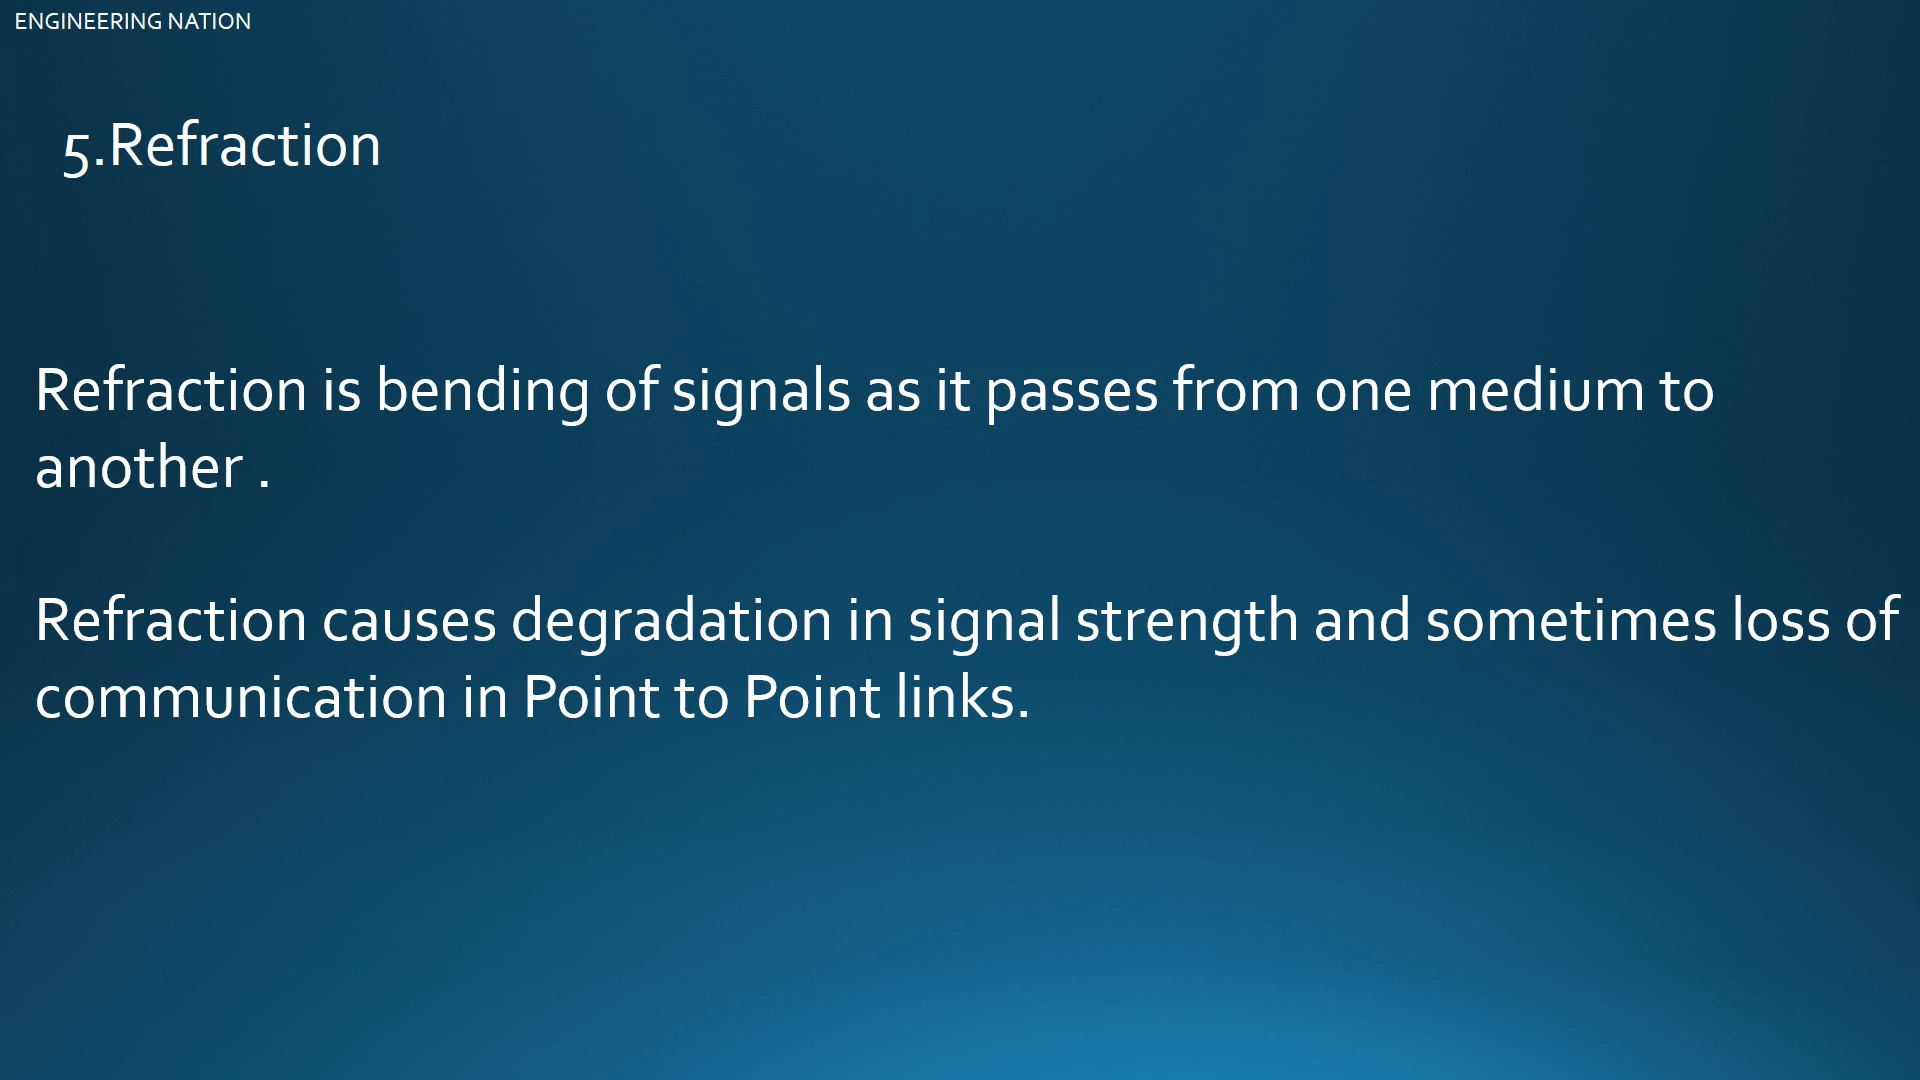 ENGINEERING NATION
5.Refraction
Refraction is bending of signals as it passes from one medium to
another .
Refraction causes degradation in signal strength and sometimes loss of
communication in Point to Point links.